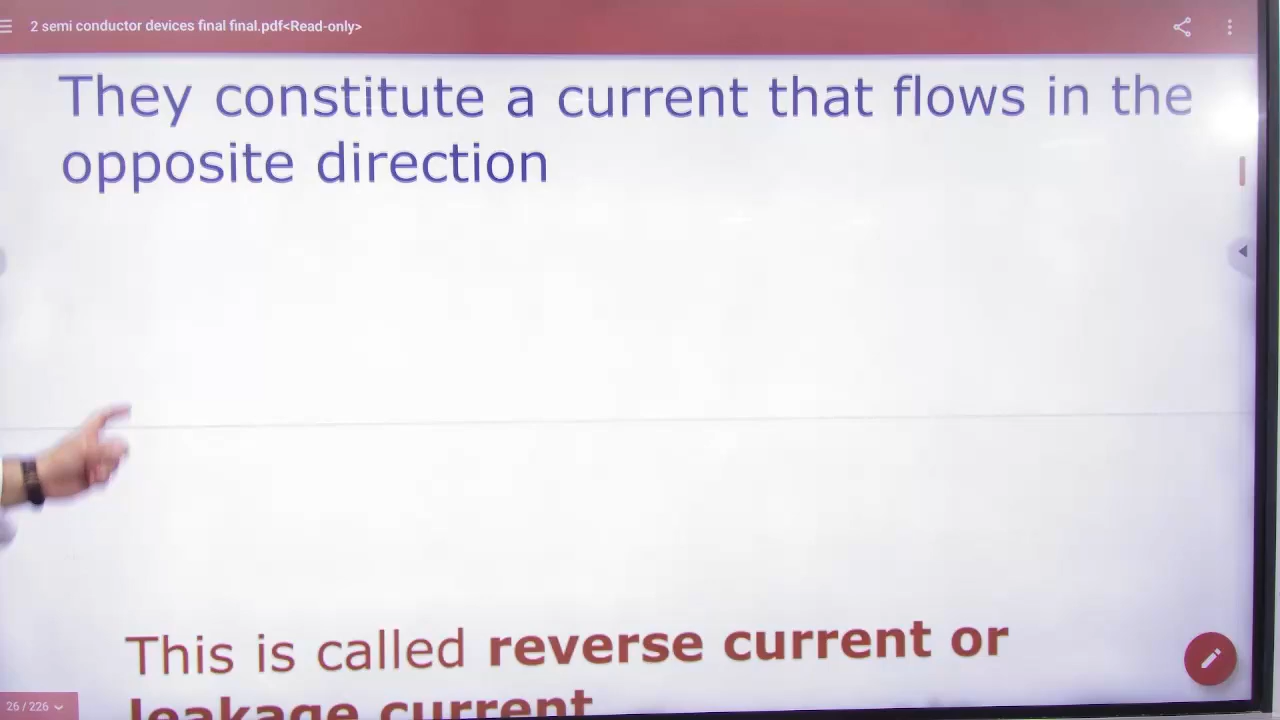 2 semi conductor devices final final.pdf<Read-only>
They constitute a current that flows in the
opposite direction
This is called reverse current or
leakage current
26 / 226